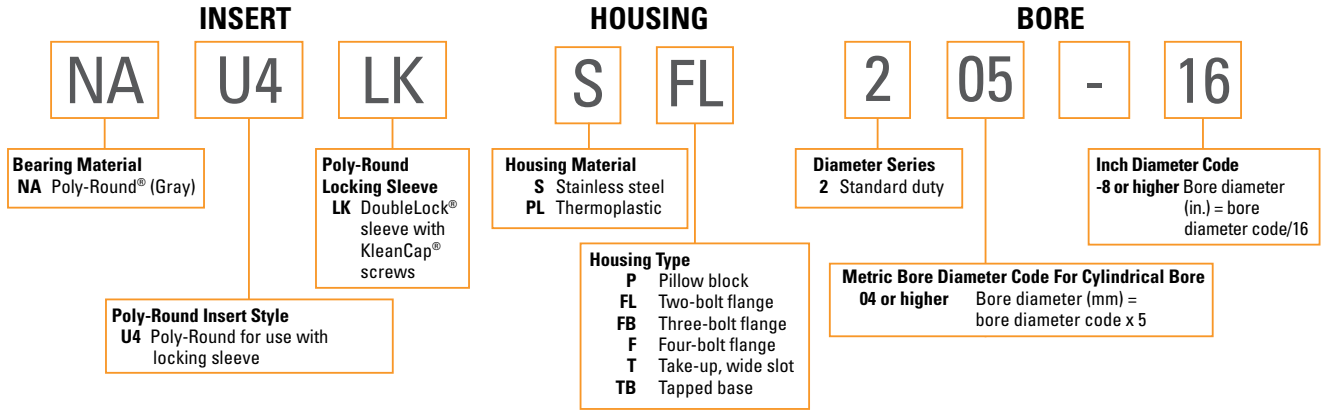 INSERT
HOUSING
BORE
NA
U4
LK
S
FL
2
05
-
16
Bearing Material
NA Poly-Round® (Gray)
Poly-Round
Locking Sleeve
LK DoubleLock®
sleeve with
KleanCap®
screws
Poly-Round Insert Style
U4 Poly-Round for use with
locking sleeve
Housing Material
S Stainless steel
PL Thermoplastic
Housing Type
P Pillow block
FL Two-bolt flange
FB Three-bolt flange
F Four-bolt flange
T Take-up, wide slot
TB Tapped base
Diameter Series
2 Standard duty
Metric Bore Diameter Code For Cylindrical Bore
04 or higher Bore diameter (mm) =
bore diameter code x 5
Inch Diameter Code
-8 or higher Bore diameter
(in.) = bore
diameter code/16